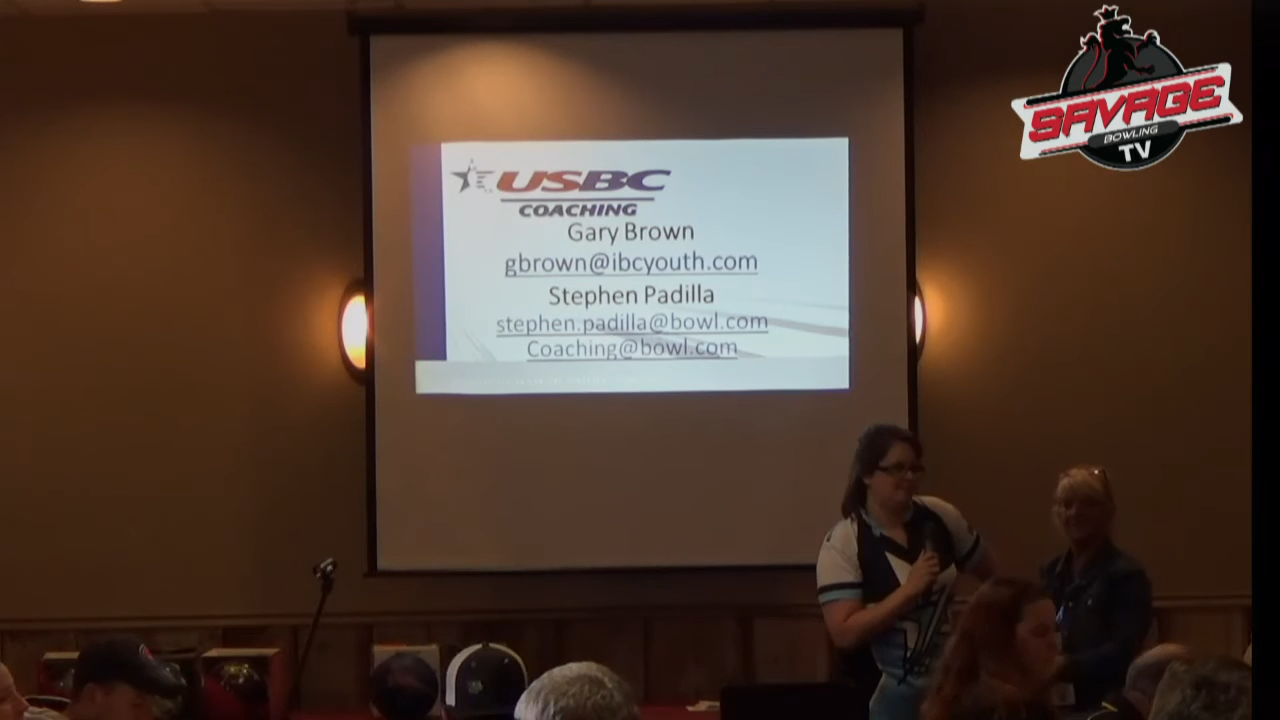 SAVAGE
BOWLING
TV
USBC
COACHING
Gary Brown
gbrown@ibcyouth.com
Stephen Padilla
stephen.padilla@bowl.com
Coaching@bowl.com